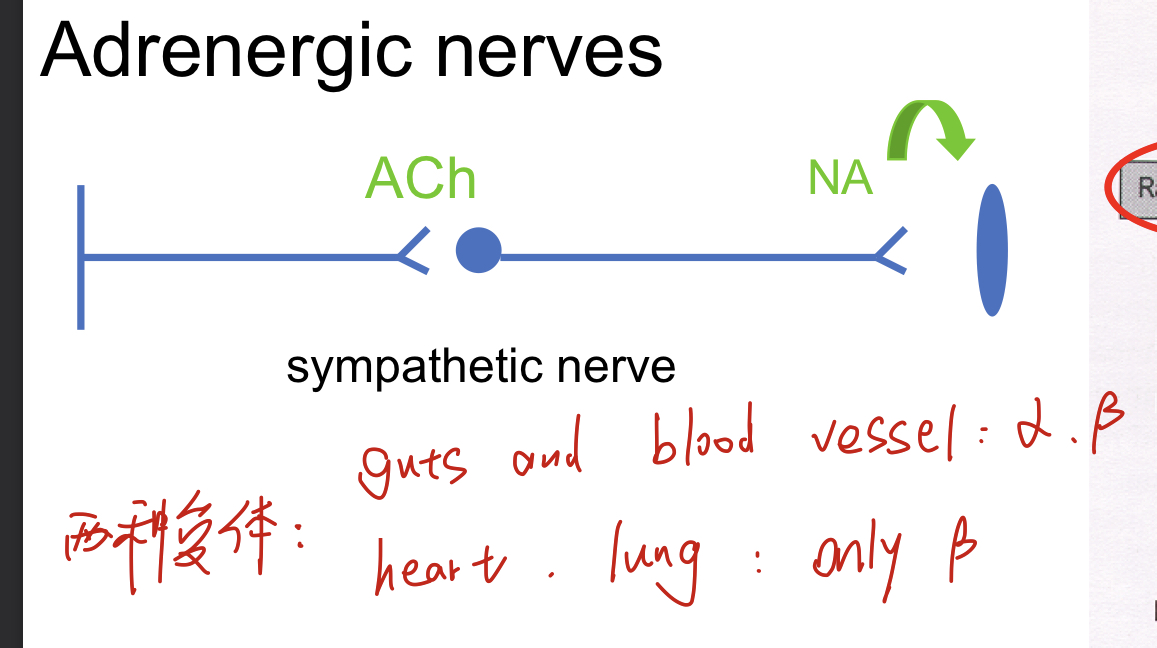 Adrenergic nerves
ACh
NA
sympathetic nerve
guts and blood vessel: α.β
两种受体:
heart. lung: only β